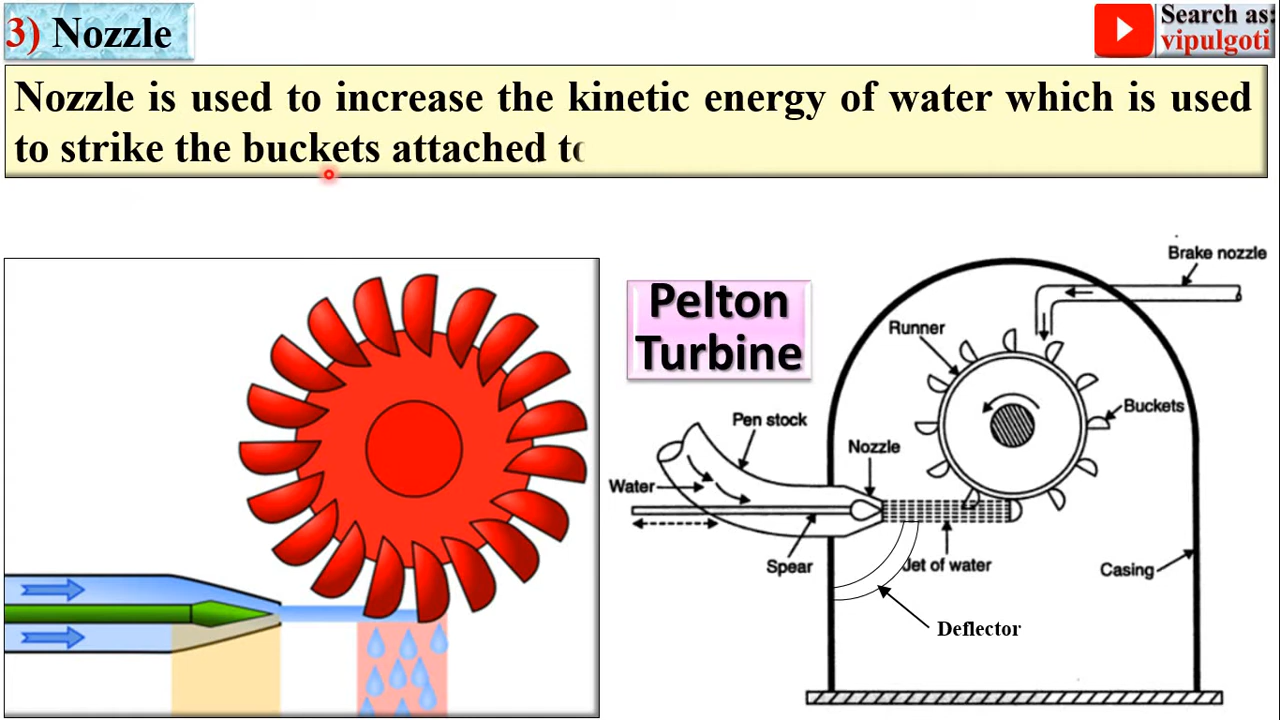 3) Nozzle
Search as:
vipulgoti
Nozzle is used to increase the kinetic energy of water which is used
to strike the buckets attached to
Pelton
Turbine
Brake nozzle
Runner
Buckets
Pen stock
Nozzle
Water
Spear
Jet of water
Casing
Deflector